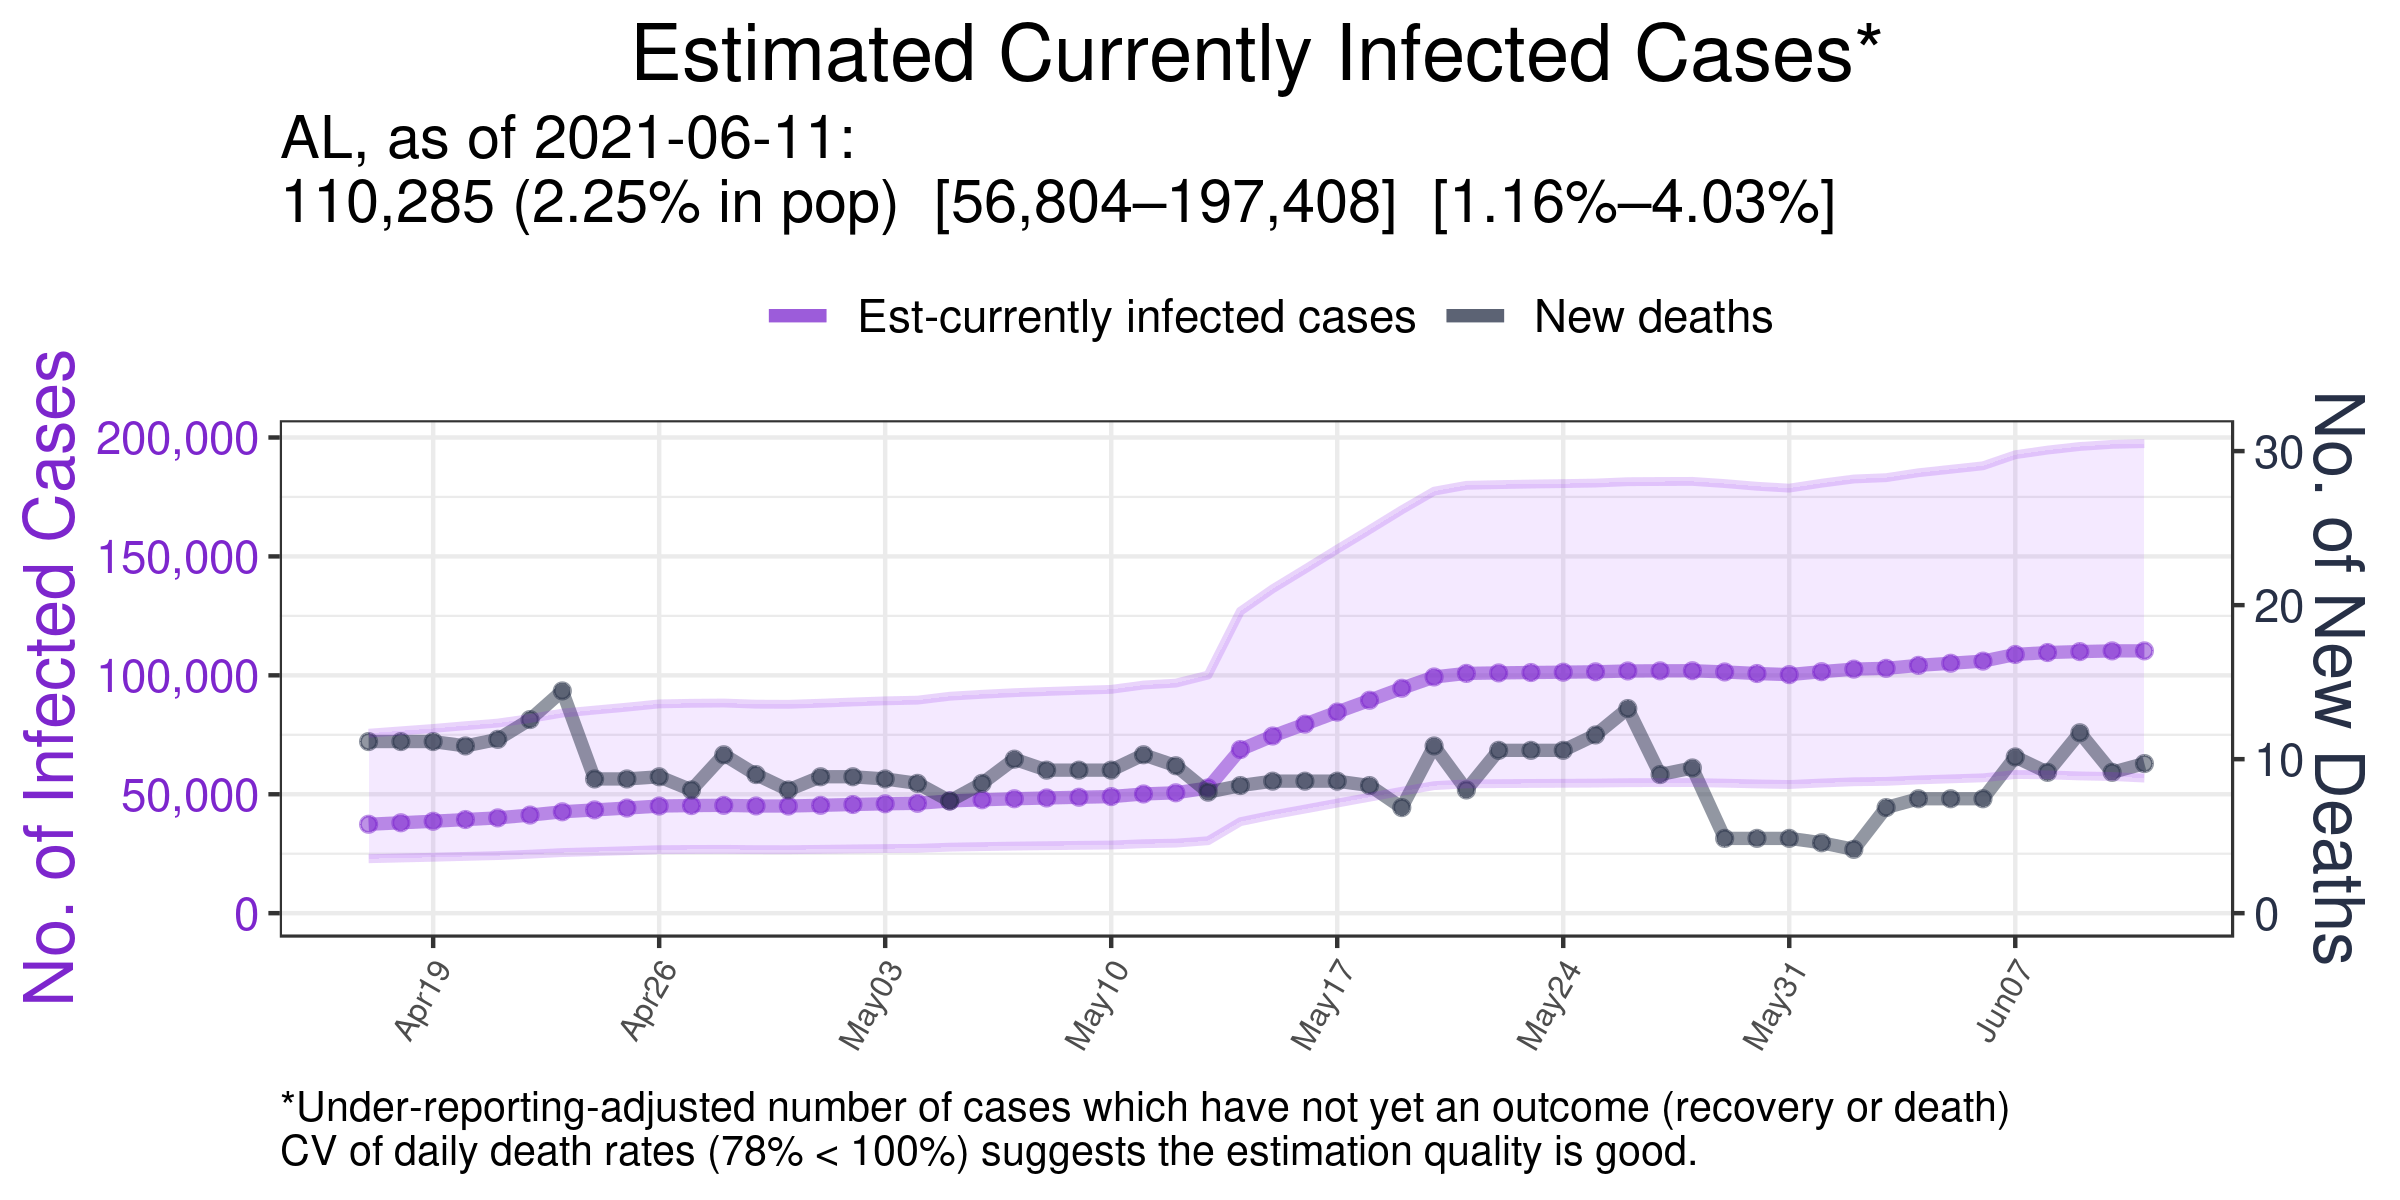 Estimated Currently Infected Cases*
AL, as of 2021-06-11:
110,285 (2.25% in pop)  [56,804–197,408]  [1.16%–4.03%]
Est-currently infected cases
New deaths
No. of Infected Cases
200,000
150,000
100,000
50,000
0
30
20
10
0
No. of New Deaths
Apr19
Apr26
May03
May10
May17
May24
May31
Jun07
*Under-reporting-adjusted number of cases which have not yet an outcome (recovery or death)
CV of daily death rates (78% < 100%) suggests the estimation quality is good.